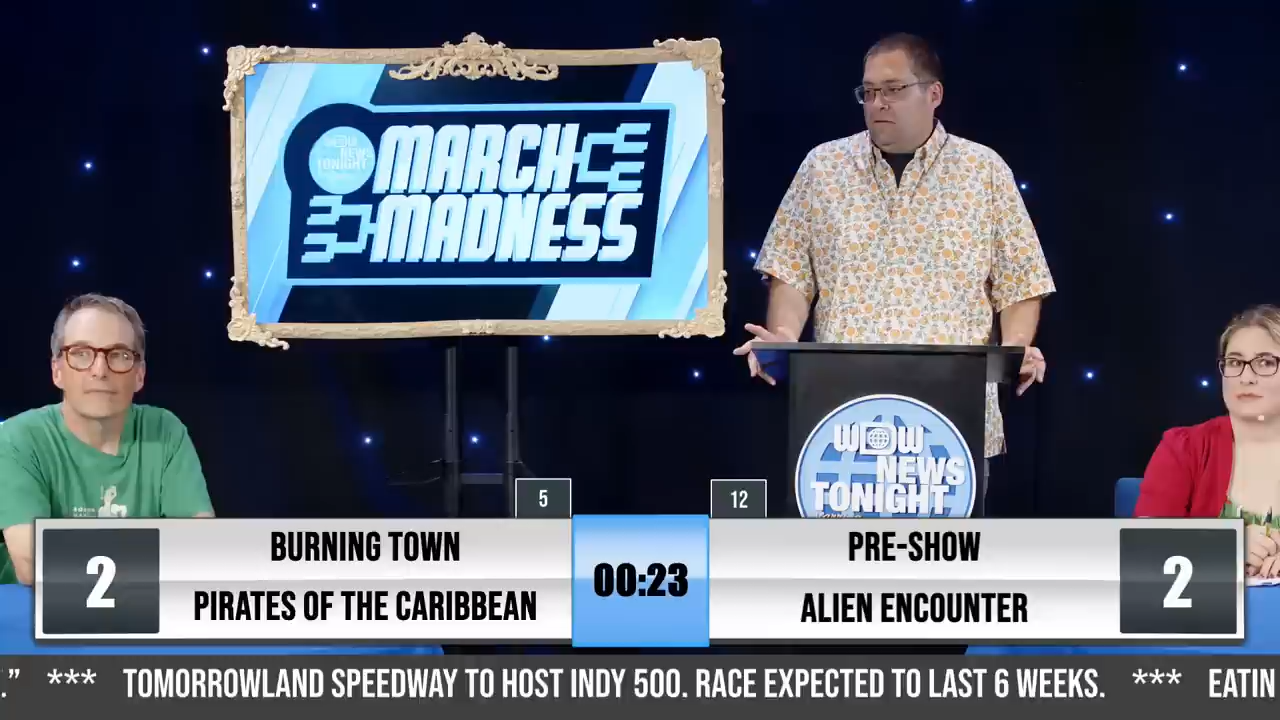 WDW
NEWS
TONIGHT
MARCH
MADNESS
WDW
NEWS
TONIGHT
5
12
2
BURNING TOWN
PIRATES OF THE CARIBBEAN
00:23
PRE-SHOW
ALIEN ENCOUNTER
2
.” *** TOMORROWLAND SPEEDWAY TO HOST INDY 500. RACE EXPECTED TO LAST 6 WEEKS. *** EATIN